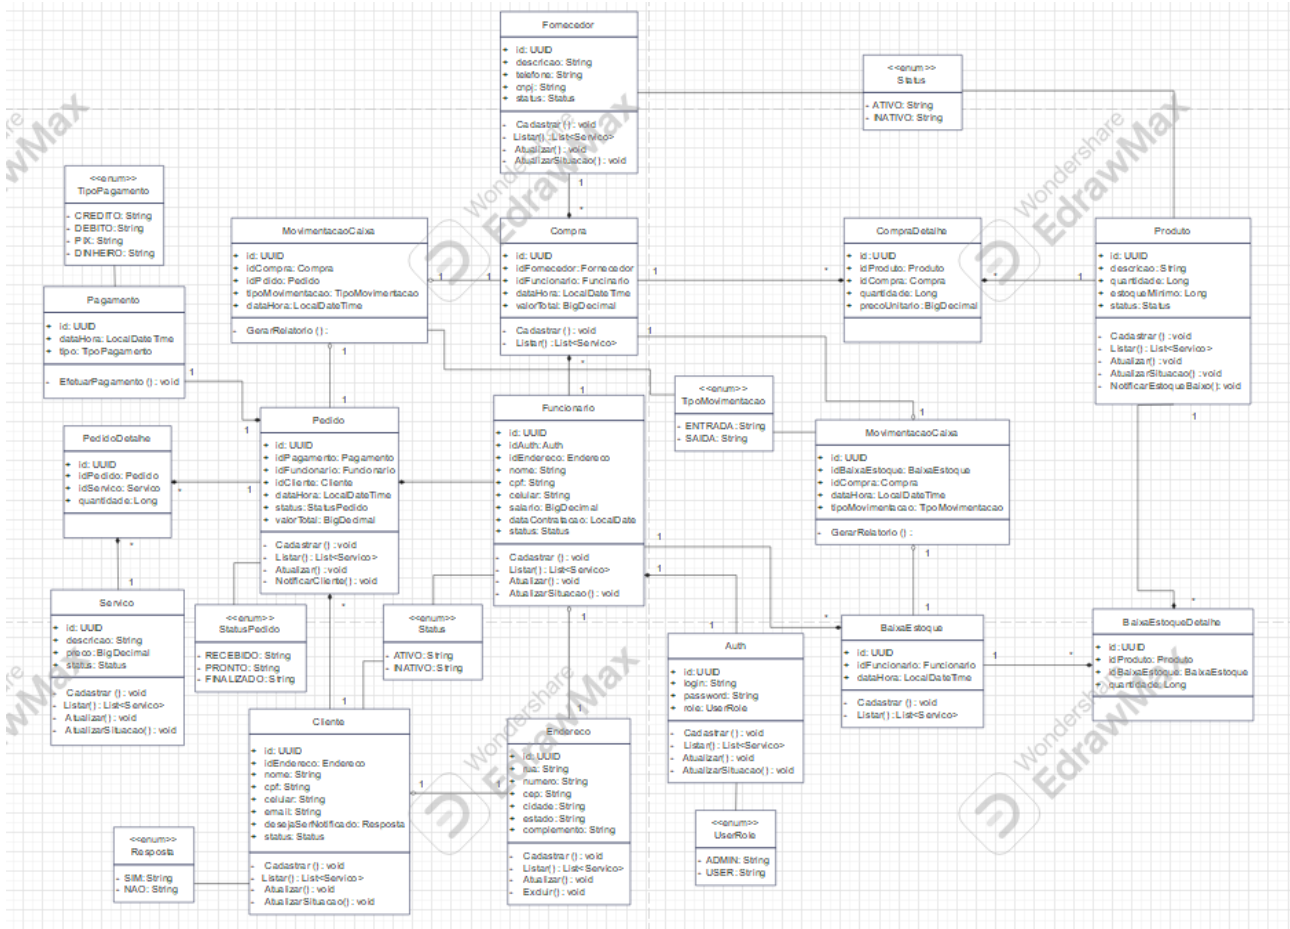 Fornecedor
+ id: UUID
+ descricao: String
+ telefone: String
+ cnpj: String
+ status: Status
- Cadastrar () : void
- Listar() : List<Servico>
- Atualizar() : void
- AtualizarSituacao() : void
<<enum>>
Status
- ATIVO: String
- INATIVO: String
<<enum>>
TipoPagamento
- CREDITO: String
- DEBITO: String
- PIX: String
- DINHEIRO: String
MovimentacaoCaixa
+ id: UUID
+ idCompra: Compra
+ idPdido: Pedido
+ tipoMovimentacao: TipoMovimentacao
+ dataHora: LocalDateTime
- GerarRelatorio () :
Compra
+ id: UUID
+ idFornecedor: Fornecedor
+ idFuncionario: Funcinario
+ dataHora: LocalDateTime
+ valorTotal: BigDecimal
- Cadastrar () : void
- Listar() : List<Servico>
CompraDetalhe
+ id: UUID
+ idProduto: Produto
+ idCompra: Compra
+ quantidade: Long
+ precoUnitario: BigDecimal
Produto
+ id: UUID
+ descricao: String
+ quantidade: Long
+ estoqueMinimo: Long
+ status: Status
- Cadastrar() : void
- Listar() : List<Servico>
- Atualizar() : void
- AtualizarSituacao() : void
- NotificarEstoqueBaixo(): void
Pagamento
+ id: UUID
+ dataHora: LocalDateTime
+ tipo: TipoPagamento
- EfetuarPagamento () : void
<<enum>>
TipoMovimentacao
- ENTRADA: String
- SAIDA: String
Pedido
+ id: UUID
+ idPagamento: Pagamento
+ idFuncionario: Funcionario
+ idCliente: Cliente
+ dataHora: LocalDateTime
+ status: StatusPedido
+ valorTotal: BigDecimal
- Cadastrar () : void
- Listar() : List<Servico>
- Atualizar() : void
- NotificarCliente() : void
Funcionario
+ id: UUID
+ idAuth: Auth
+ idEndereco: Endereco
+ nome: String
+ cpf: String
+ celular: String
+ salario: BigDecimal
+ dataContratacao: LocalDate
+ status: Status
- Cadastrar () : void
- Listar() : List<Servico>
- Atualizar() : void
- AtualizarSituacao() : void
MovimentacaoCaixa
+ id: UUID
+ idBaixaEstoque: BaixaEstoque
+ idCompra: Compra
+ dataHora: LocalDateTime
+ tipoMovimentacao: TipoMovimentacao
- GerarRelatorio () :
PedidoDetalhe
+ id: UUID
+ idPedido: Pedido
+ idServico: Servico
+ quantidade: Long
Servico
+ id: UUID
+ descricao: String
+ preco: BigDecimal
+ status: Status
- Cadastrar () : void
- Listar() : List<Servico>
- Atualizar() : void
- AtualizarSituacao() : void
<<enum>>
StatusPedido
- RECEBIDO: String
- PRONTO: String
- FINALIZADO: String
<<enum>>
Status
- ATIVO: String
- INATIVO: String
Auth
+ id: UUID
+ login: String
+ password: String
+ role: UserRole
- Cadastrar () : void
- Listar() : List<Servico>
- Atualizar() : void
- AtualizarSituacao() : void
BaixaEstoque
+ id: UUID
+ idFuncionario: Funcionario
+ dataHora: LocalDateTime
- Cadastrar () : void
- Listar() : List<Servico>
BaixaEstoqueDetalhe
+ id: UUID
+ idProduto: Produto
+ idBaixaEstoque: BaixaEstoque
+ quantidade: Long
Cliente
+ id: UUID
+ idEndereco: Endereco
+ nome: String
+ cpf: String
+ celular: String
+ email: String
+ desejaSerNotificado: Resposta
+ status: Status
- Cadastrar () : void
- Listar() : List<Servico>
- Atualizar() : void
- AtualizarSituacao() : void
Endereco
+ id: UUID
+ rua: String
+ numero: String
+ cep: String
+ cidade: String
+ estado: String
+ complemento: String
- Cadastrar () : void
- Listar() : List<Servico>
- Atualizar() : void
- Excluir() : void
<<enum>>
UserRole
- ADMIN: String
- USER: String
<<enum>>
Resposta
- SIM: String
- NAO: String
Wondershare
EdrawMax
Wondershare
EdrawMax
Wondershare
EdrawMax
Wondershare
EdrawMax